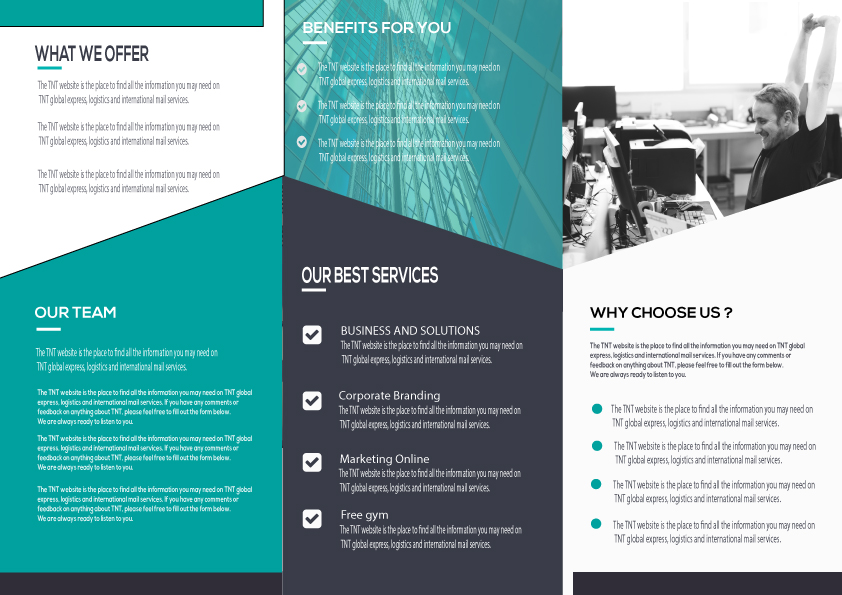 WHAT WE OFFER
The TNT website is the place to find all the information you may need on
TNT global express, logistics and international mail services.
The TNT website is the place to find all the information you may need on
TNT global express, logistics and international mail services.
The TNT website is the place to find all the information you may need on
TNT global express, logistics and international mail services.
OUR TEAM
The TNT website is the place to find all the information you may need on
TNT global express, logistics and international mail services.
The TNT website is the place to find all the information you may need on TNT global
express, logistics and international mail services. If you have any comments or
feedback on anything about TNT, please feel free to fill out the form below.
We are always ready to listen to you.
The TNT website is the place to find all the information you may need on TNT global
express, logistics and international mail services. If you have any comments or
feedback on anything about TNT, please feel free to fill out the form below.
We are always ready to listen to you.
The TNT website is the place to find all the information you may need on TNT global
express, logistics and international mail services. If you have any comments or
feedback on anything about TNT, please feel free to fill out the form below.
We are always ready to listen to you.
BENEFITS FOR YOU
The TNT website is the place to find all the information you may need on
TNT global express, logistics and international mail services.
The TNT website is the place to find all the information you may need on
TNT global express, logistics and international mail services.
The TNT website is the place to find all the information you may need on
TNT global express, logistics and international mail services.
OUR BEST SERVICES
BUSINESS AND SOLUTIONS
The TNT website is the place to find all the information you may need on
TNT global express, logistics and international mail services.
Corporate Branding
The TNT website is the place to find all the information you may need on
TNT global express, logistics and international mail services.
Marketing Online
The TNT website is the place to find all the information you may need on
TNT global express, logistics and international mail services.
Free gym
The TNT website is the place to find all the information you may need on
TNT global express, logistics and international mail services.
WHY CHOOSE US ?
The TNT website is the place to find all the information you may need on TNT global
express, logistics and international mail services. If you have any comments or
feedback on anything about TNT, please feel free to fill out the form below.
We are always ready to listen to you.
The TNT website is the place to find all the information you may need on
TNT global express, logistics and international mail services.
The TNT website is the place to find all the information you may need on
TNT global express, logistics and international mail services.
The TNT website is the place to find all the information you may need on
TNT global express, logistics and international mail services.
The TNT website is the place to find all the information you may need on
TNT global express, logistics and international mail services.